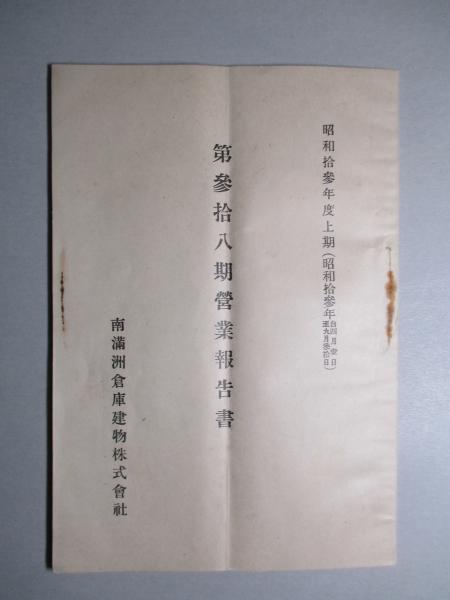 昭和拾參年度上期(昭和拾參年自四月壹日至九月參拾日)
第參拾八期營業報告書
南滿洲倉庫建物株式會社